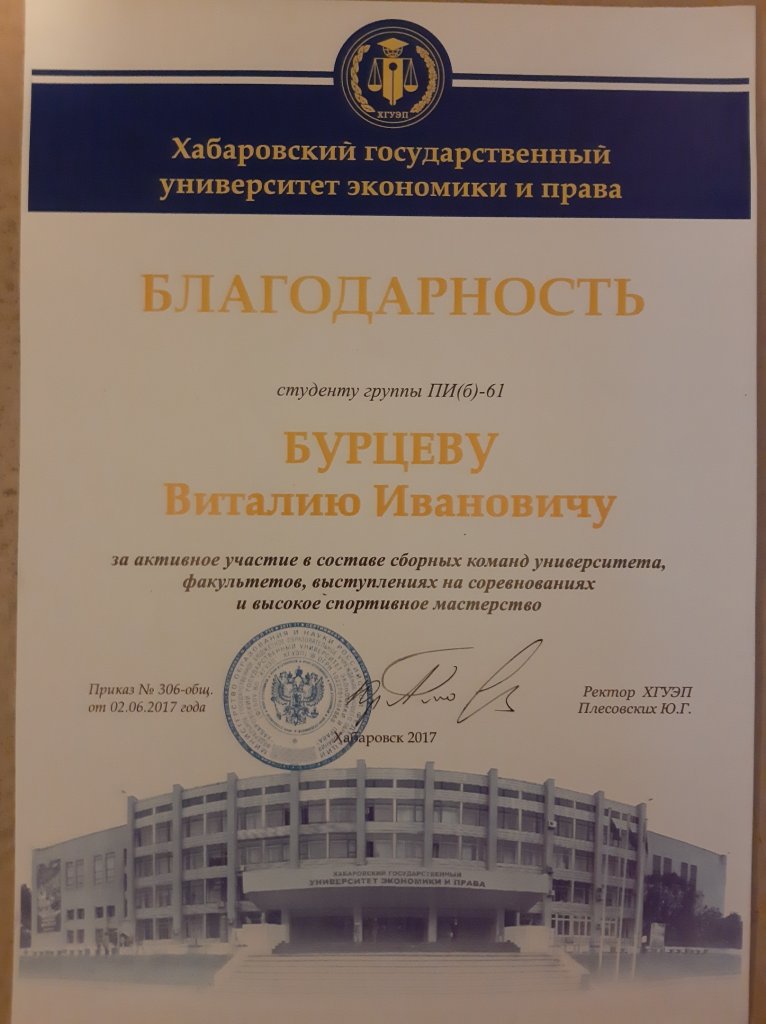 ХГУЭП
Хабаровский государственный
университет экономики и права
БЛАГОДАРНОСТЬ
студенту группы ПИ(б)-61
БУРЦЕВУ
Виталию Ивановичу
за активное участие в составе сборных команд университета,
факультетов, выступлениях на соревнованиях
и высокое спортивное мастерство
Приказ № 306-общ.
от 02.06.2017 года
Ректор ХГУЭП
Плесовских Ю.Г.
Хабаровск 2017
ХАБАРОВСКИЙ ГОСУДАРСТВЕННЫЙ
УНИВЕРСИТЕТ ЭКОНОМИКИ И ПРАВА